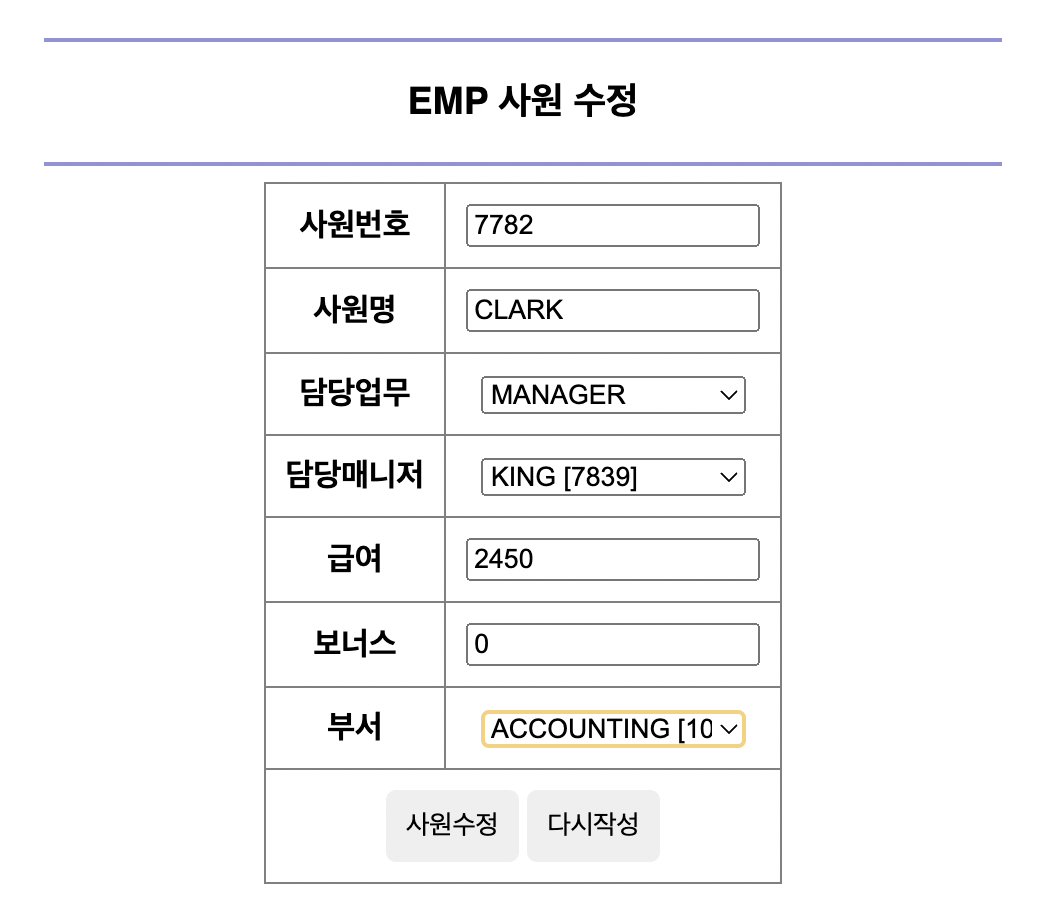 EMP 사원 수정
사원번호 7782
사원명 CLARK
담당업무 MANAGER
담당매니저 KING [7839]
급여 2450
보너스 0
부서 ACCOUNTING [10
사원수정 다시작성